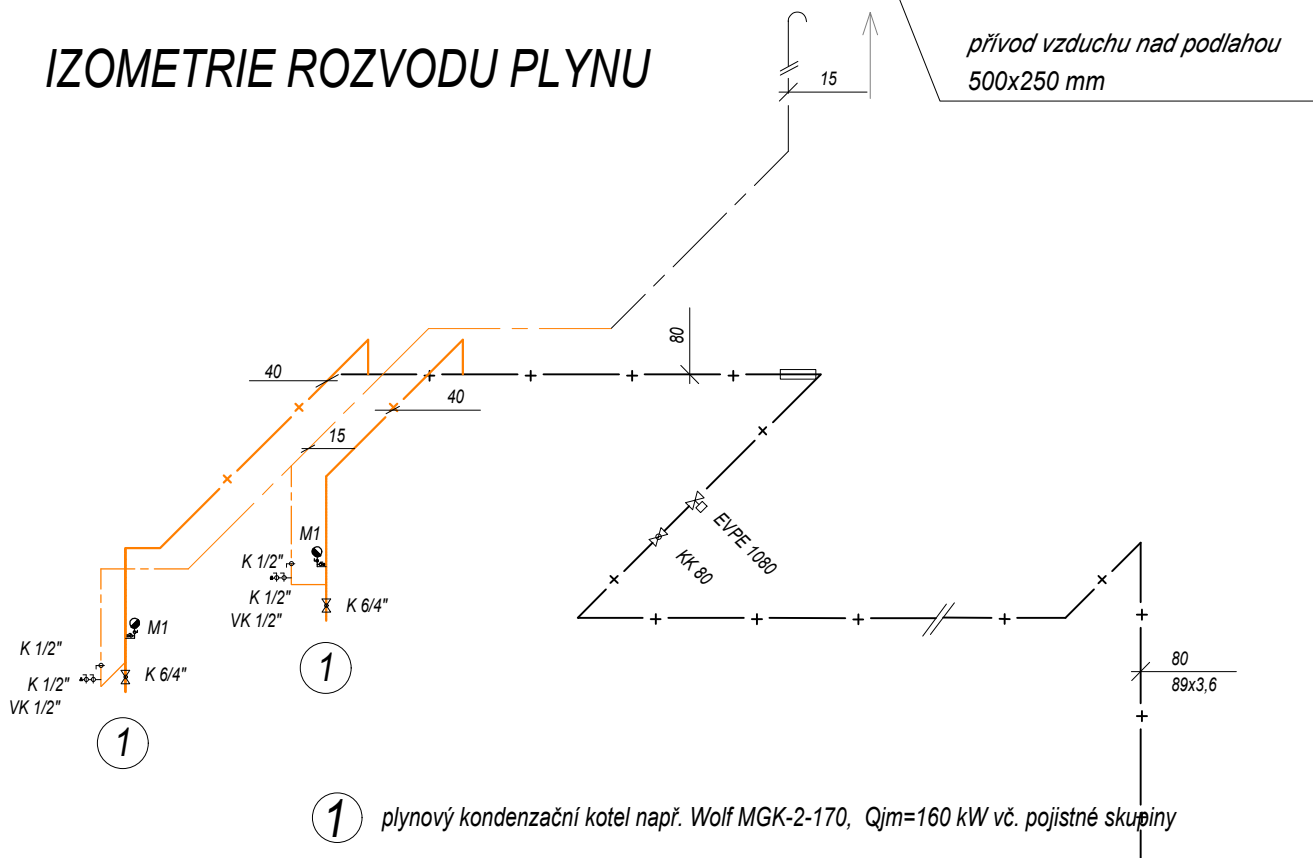 IZOMETRIE ROZVODU PLYNU
přívod vzduchu nad podlahou
500x250 mm
15
80
40
40
15
M1
K 1/2"
K 1/2"
VK 1/2"
K 6/4"
1
EVPE 1080
KK 80
M1
K 1/2"
K 1/2"
VK 1/2"
K 6/4"
1
80
89x3,6
1 plynový kondenzační kotel např. Wolf MGK-2-170, Qjm=160 kW vč. pojistné skupiny